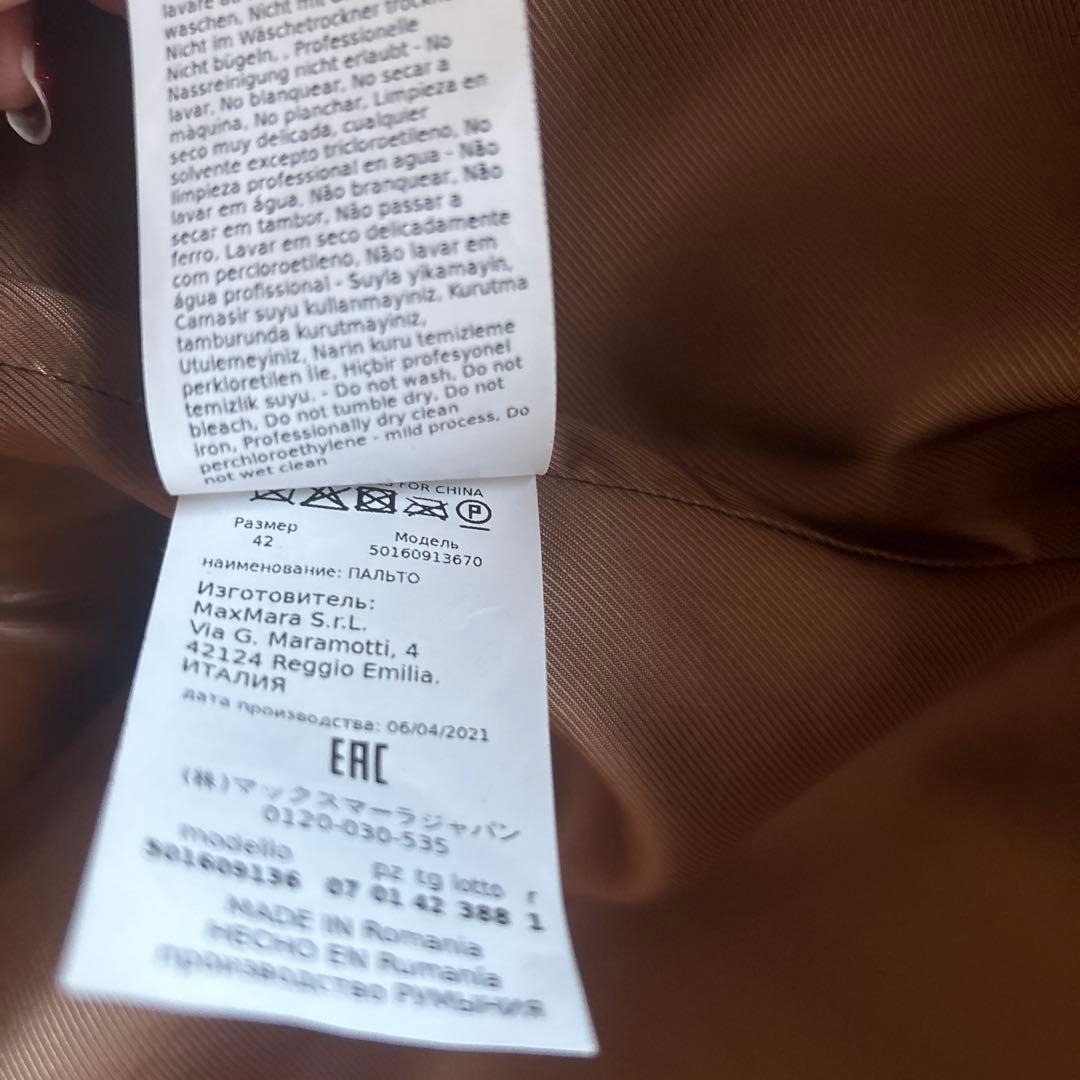 lavare
waschen, Nicht mit
Nicht im Wäschetrockner
Nicht bügeln, , Professionelle
Nassreinigung nicht erlaubt - No
lavar, No blanquear, No secar a
màquina, No planchar, Limpieza en
seco muy delicada, cualquier
solvente excepto tricloroetileno, No
limpieza professional en agua - Não
lavar em água, Não branquear, Não
secar em tambor, Não passar a
ferro, Lavar em seco delicadamente
com percloroetileno, Não lavar em
água profissional - Suyla yikamayin,
Camasir suyu kullanmayiniz, Kurutma
tamburunda kurutmayiniz,
Utulemeyiniz, Narin kuru temizleme
perkloretilen İle, Hiçbir profesyonel
temizlik suyu. - Do not wash, Do not
bleach, Do not tumble dry, Do not
iron, Professionally dry clean
perchloroethylene - mild process, Do
not wet clean
FOR CHINA
P
Размер
42
Модель
50160913670
наименование: ПАЛЬТО
Изготовитель:
MaxMara S.r.L.
Via G. Maramotti, 4
42124 Reggio Emilia.
ИТАЛИЯ
дата производства: 06/04/2021
EAC
(株)マックスマーラジャパン
0120-030-535
modello pz tg lotto r
501609136 07 01 42 388 1
MADE IN Romania
HECHO EN Rumania
производство РУМЫНИЯ